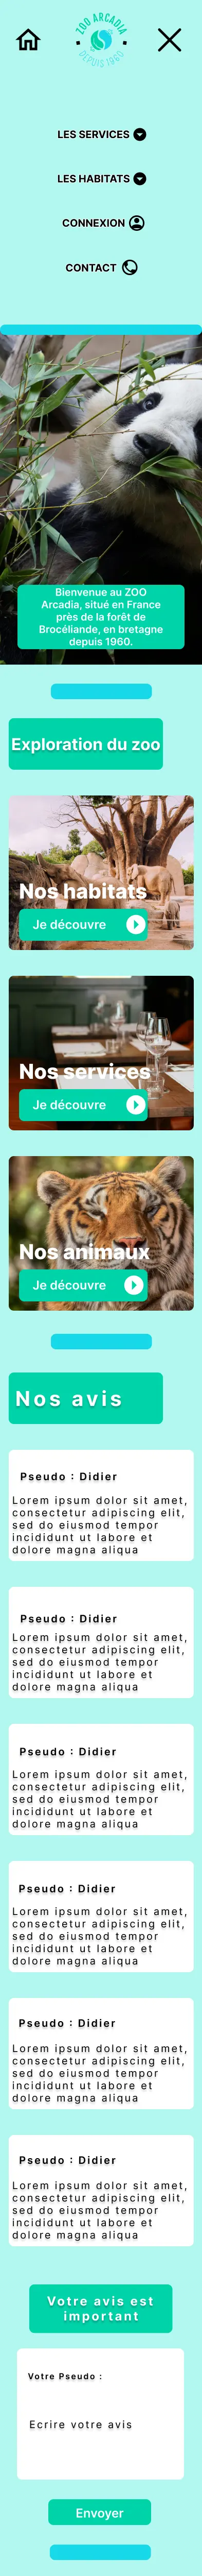 ZOO ARCADIA
DEPUIS 1960
LES SERVICES
LES HABITATS
CONNEXION
CONTACT
Bienvenue au ZOO
Arcadia, situé en France
près de la forêt de
Brocéliande, en bretagne
depuis 1960.
Exploration du zoo
Nos habitats
Je découvre
Nos services
Je découvre
Nos animaux
Je découvre
Nos avis
Pseudo : Didier
Lorem ipsum dolor sit amet,
consectetur adipiscing elit,
sed do eiusmod tempor
incididunt ut labore et
dolore magna aliqua
Pseudo : Didier
Lorem ipsum dolor sit amet,
consectetur adipiscing elit,
sed do eiusmod tempor
incididunt ut labore et
dolore magna aliqua
Pseudo : Didier
Lorem ipsum dolor sit amet,
consectetur adipiscing elit,
sed do eiusmod tempor
incididunt ut labore et
dolore magna aliqua
Pseudo : Didier
Lorem ipsum dolor sit amet,
consectetur adipiscing elit,
sed do eiusmod tempor
incididunt ut labore et
dolore magna aliqua
Pseudo : Didier
Lorem ipsum dolor sit amet,
consectetur adipiscing elit,
sed do eiusmod tempor
incididunt ut labore et
dolore magna aliqua
Pseudo : Didier
Lorem ipsum dolor sit amet,
consectetur adipiscing elit,
sed do eiusmod tempor
incididunt ut labore et
dolore magna aliqua
Votre avis est
important
Votre Pseudo :
Ecrire votre avis
Envoyer